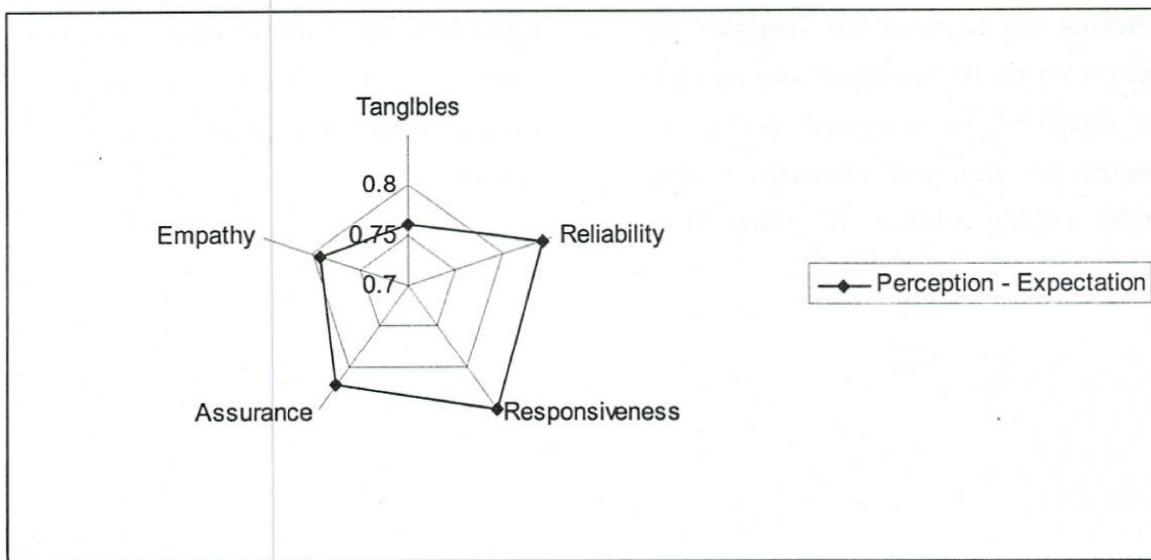 TangIbles
0.8
0.75
0.7
Empathy
Reliability
Assurance
Responsiveness
Perception - Expectation